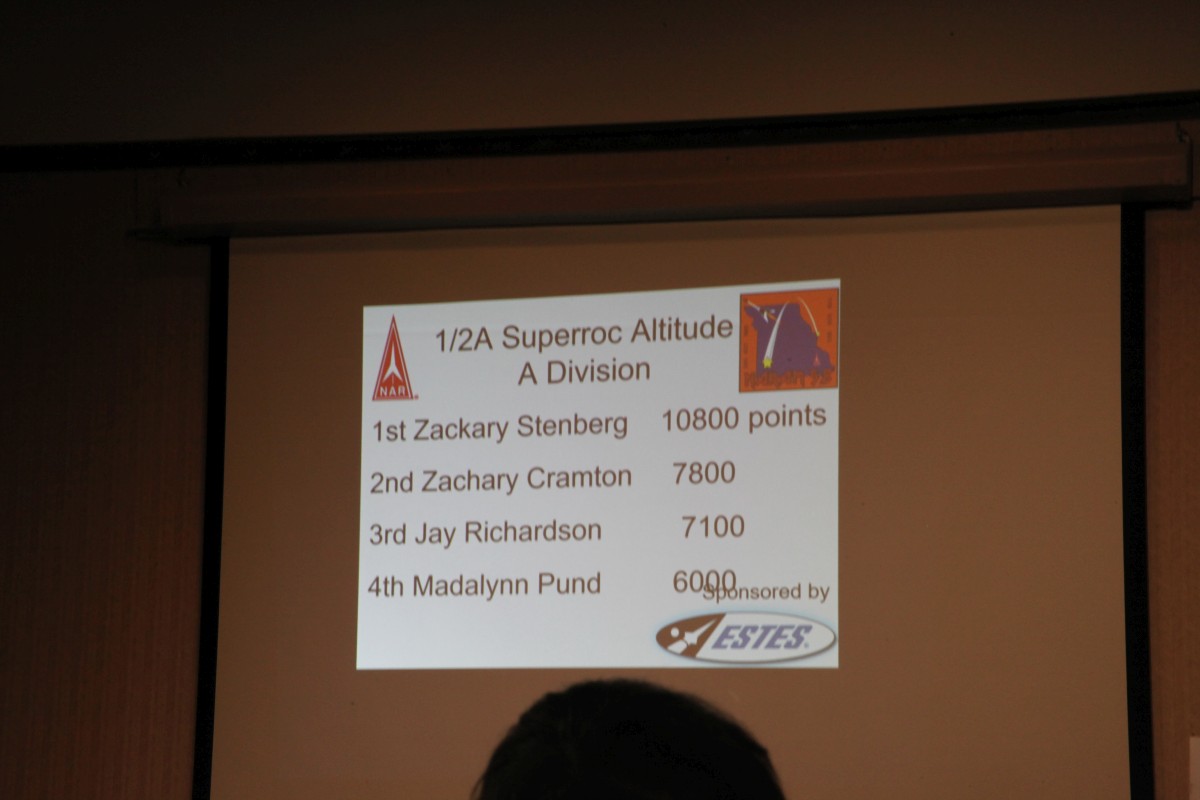 1/2A Superroc Altitude
A Division
NAR
1st Zackary Stenberg 10800 points
2nd Zachary Cramton 7800
3rd Jay Richardson 7100
4th Madalynn Pund 6000
Sponsored by
ESTES